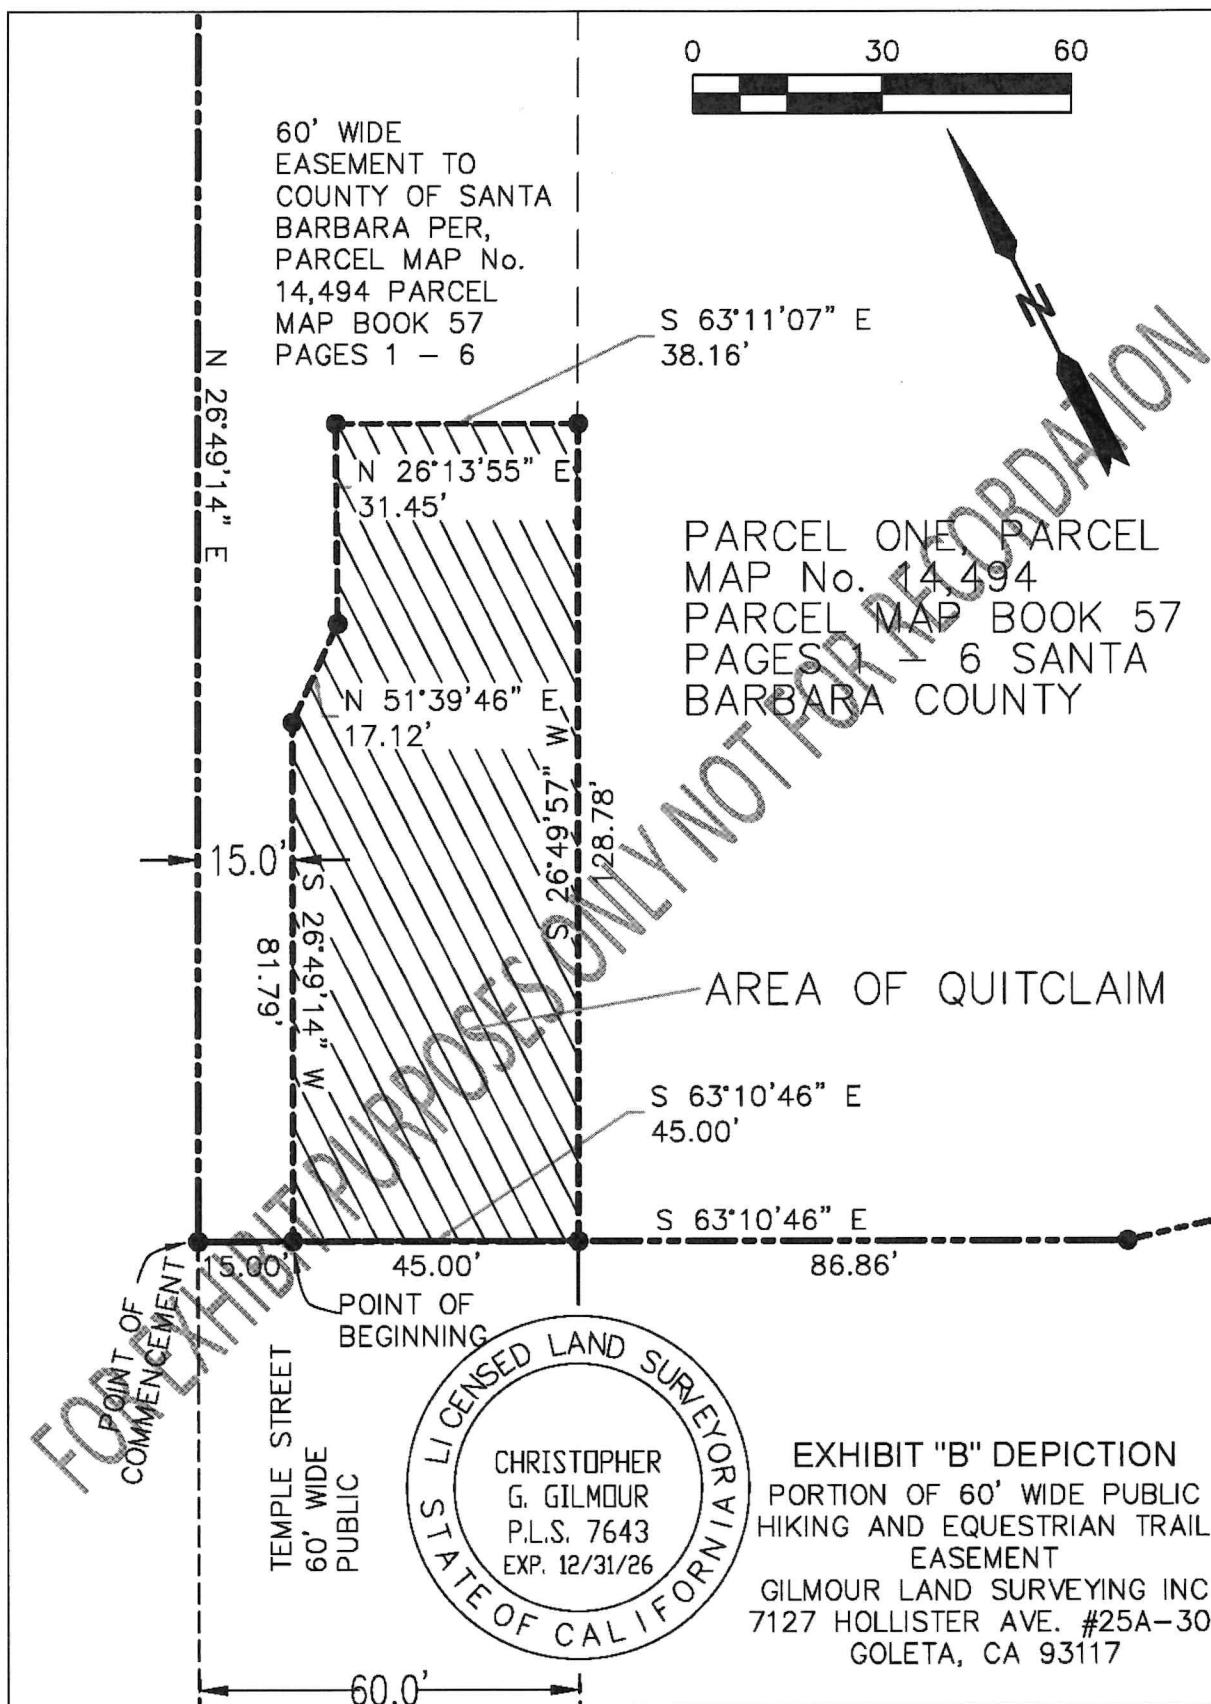 0 30 60
60' WIDE
EASEMENT TO
COUNTY OF SANTA
BARBARA PER,
PARCEL MAP No.
14,494 PARCEL
MAP BOOK 57
PAGES 1 – 6
N 26°49'14" E
S 63°11'07" E
38.16'
N 26°13'55" E
31.45'
PARCEL ONE, PARCEL
MAP No. 14,494
PARCEL MAP BOOK 57
PAGES 1 – 6 SANTA
BARBARA COUNTY
N
N 51°39'46" E
17.12'
S 26°49'57" W
128.78'
15.0'
S 26°49'14" W
81.79'
AREA OF QUITCLAIM
S 63°10'46" E
45.00'
S 63°10'46" E
86.86'
15.00'
45.00'
POINT OF
COMMENCEMENT
POINT OF
BEGINNING
FOR EXHIBIT PURPOSES ONLY NOT FOR RECORDATION
TEMPLE STREET
60' WIDE
PUBLIC
LICENSED LAND SURVEYOR
CHRISTOPHER
G. GILMOUR
P.L.S. 7643
EXP. 12/31/26
STATE OF CALIFORNIA
EXHIBIT "B" DEPICTION
PORTION OF 60' WIDE PUBLIC
HIKING AND EQUESTRIAN TRAIL
EASEMENT
GILMOUR LAND SURVEYING INC
7127 HOLLISTER AVE. #25A–30
GOLETA, CA 93117
60.0'